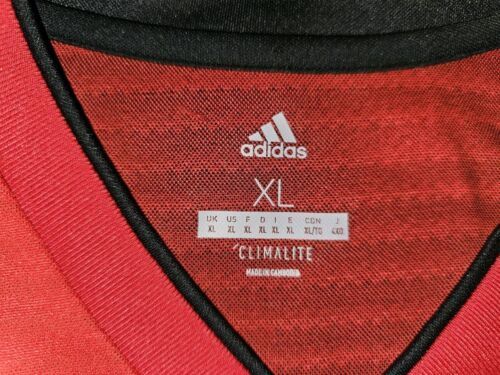 adidas
XL
UK US F D I E CDN J
XL XL XL XL XL XL XL/TG 4XO
CLIMALITE
MADE IN CAMBODIA